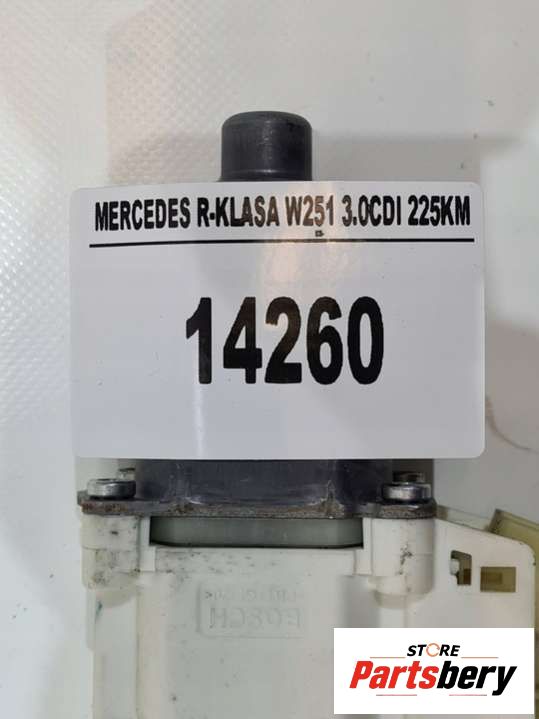 MERCEDES R-KLASA W251 3.0CDI 225KM
14260
BOSCH
STORE
Partsbery